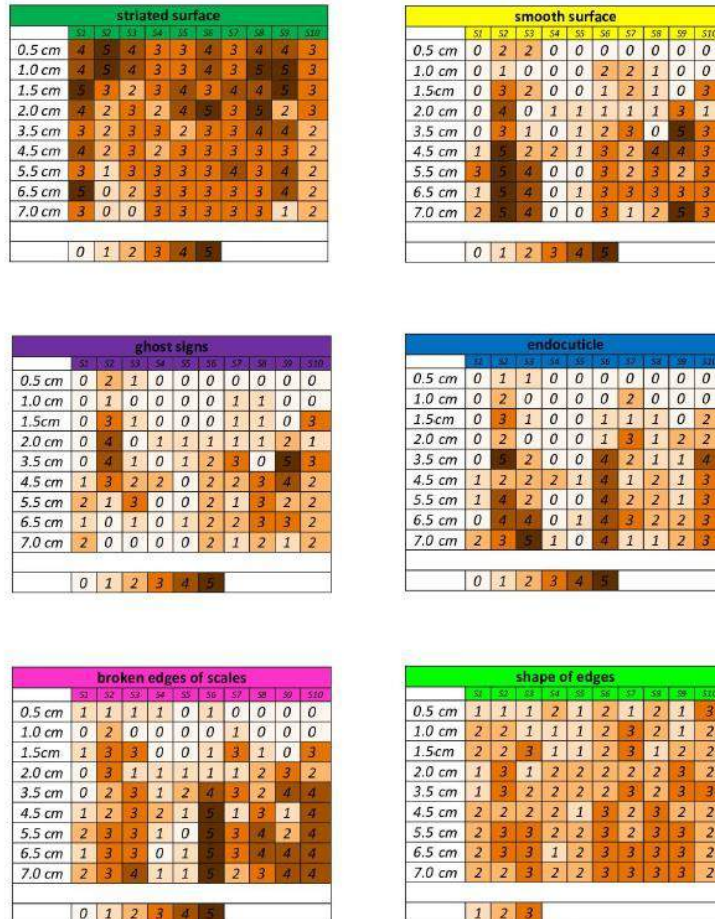 striated surface
S1 S2 S3 S4 S5 S6 S7 S8 S9 S10
0.5 cm 4 5 4 3 3 4 3 4 4 3
1.0 cm 4 5 4 3 3 4 3 5 5 3
1.5 cm 5 3 2 3 4 3 4 4 5 3
2.0 cm 4 2 3 2 4 5 3 5 2 3
3.5 cm 3 2 3 3 2 3 3 4 4 2
4.5 cm 4 2 3 2 3 3 3 3 3 2
5.5 cm 3 1 3 3 3 3 4 3 4 2
6.5 cm 5 0 2 3 3 3 3 3 4 2
7.0 cm 3 0 0 3 3 3 3 3 1 2
0 1 2 3 4 5
smooth surface
S1 S2 S3 S4 S5 S6 S7 S8 S9 S10
0.5 cm 0 2 2 0 0 0 0 0 0 0
1.0 cm 0 1 0 0 0 2 2 1 0 0
1.5cm 0 3 2 0 0 1 2 1 0 3
2.0 cm 0 4 0 1 1 1 1 1 3 1
3.5 cm 0 3 1 0 1 2 3 0 5 3
4.5 cm 1 5 2 2 1 3 2 4 4 3
5.5 cm 3 5 4 0 0 3 2 3 2 3
6.5 cm 1 5 4 0 1 3 3 3 3 3
7.0 cm 2 5 4 0 0 3 1 2 5 3
0 1 2 3 4 5
ghost signs
S1 S2 S3 S4 S5 S6 S7 S8 S9 S10
0.5 cm 0 2 1 0 0 0 0 0 0 0
1.0 cm 0 1 0 0 0 0 1 1 0 0
1.5cm 0 3 1 0 0 1 1 0 3
2.0 cm 0 4 0 1 1 1 1 1 2 1
3.5 cm 0 4 1 0 1 2 3 0 5 3
4.5 cm 1 3 2 2 0 2 2 3 4 2
5.5 cm 2 1 3 0 0 2 1 3 2 2
6.5 cm 1 0 1 0 1 2 2 3 3 2
7.0 cm 2 0 0 0 0 2 1 2 1 2
0 1 2 3 4 5
endocuticle
S2 S3 S4 S5 S6 S7 S8 S9 S10
0.5 cm 0 1 1 0 0 0 0 0 0 0
1.0 cm 0 2 0 0 0 0 2 0 0 0
1.5cm 0 3 1 0 0 1 1 1 0 2
2.0 cm 0 2 0 0 0 1 3 1 2 2
3.5 cm 0 5 2 0 0 4 2 1 1 4
4.5 cm 1 2 2 2 1 4 1 2 1 3
5.5 cm 1 4 2 0 0 4 2 2 1 3
6.5 cm 0 4 4 0 1 4 3 2 2 3
7.0 cm 2 3 5 1 0 4 1 1 2 3
0 1 2 3 4 5
broken edges of scales
S1 S2 S3 S4 S5 S6 S7 S8 S9 S10
0.5 cm 1 1 1 1 0 1 0 0 0 0
1.0 cm 0 2 0 0 0 0 1 0 0 0
1.5cm 1 3 3 0 0 1 3 1 0 3
2.0 cm 0 3 1 1 1 1 1 2 3 2
3.5 cm 0 2 3 1 2 4 3 2 4 4
4.5 cm 1 2 3 2 1 5 1 3 1 4
5.5 cm 2 3 3 1 0 5 3 4 2 4
6.5 cm 1 3 3 0 1 5 3 4 4 4
7.0 cm 2 3 4 1 1 5 2 3 4 4
0 1 2 3 4 5
shape of edges
S1 S2 S3 S4 S5 S6 S7 S8 S9 S10
0.5 cm 1 1 1 2 1 2 1 2 1 3
1.0 cm 2 2 1 1 1 2 3 2 1 2
1.5cm 2 2 3 1 1 2 3 1 2 2
2.0 cm 1 3 1 2 2 2 2 2 3 2
3.5 cm 1 3 2 2 2 2 3 2 3 3
4.5 cm 2 2 2 2 1 3 2 3 2 2
5.5 cm 2 3 3 2 2 3 3 2 3 2
6.5 cm 2 3 3 1 2 3 3 3 3 2
7.0 cm 2 2 3 2 2 3 3 3 3 2
1 2 3